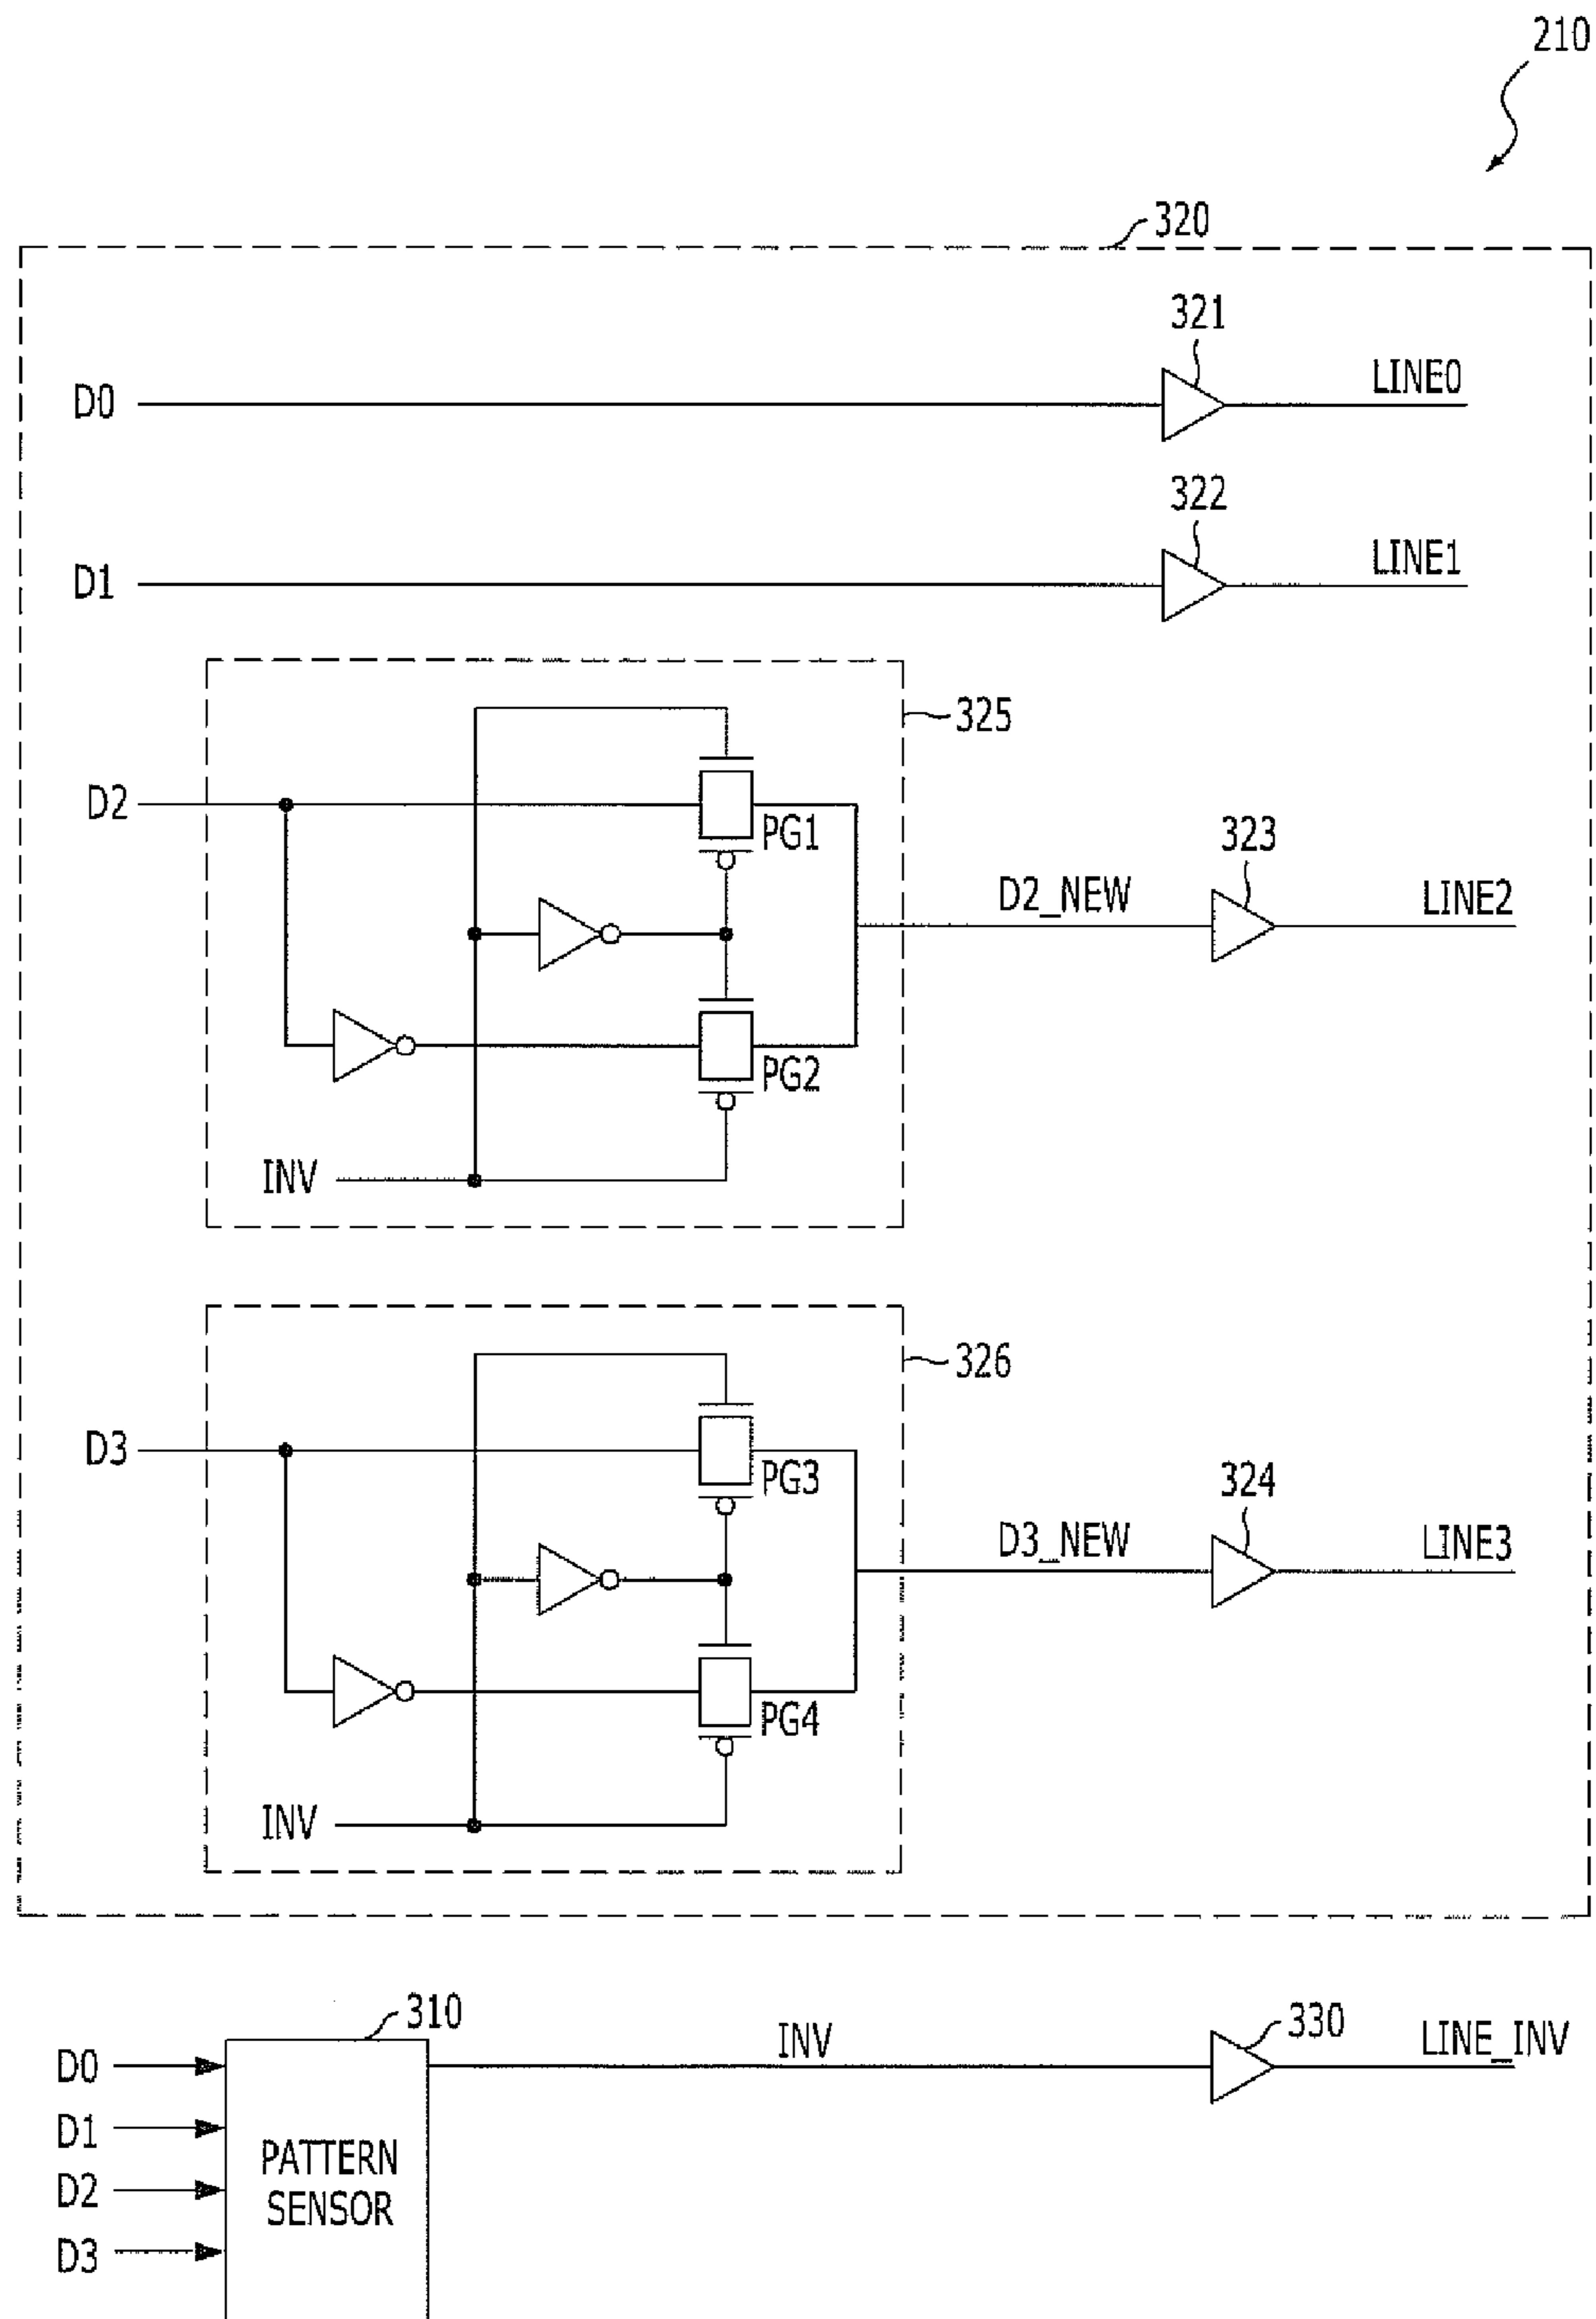 210
320
321
D0
LINE0
322
D1
LINE1
325
D2
PG1
323
D2_NEW
LINE2
PG2
INV
326
D3
PG3
324
D3_NEW
LINE3
PG4
INV
310
330
INV
LINE_INV
D0
D1
D2
D3
PATTERN
SENSOR